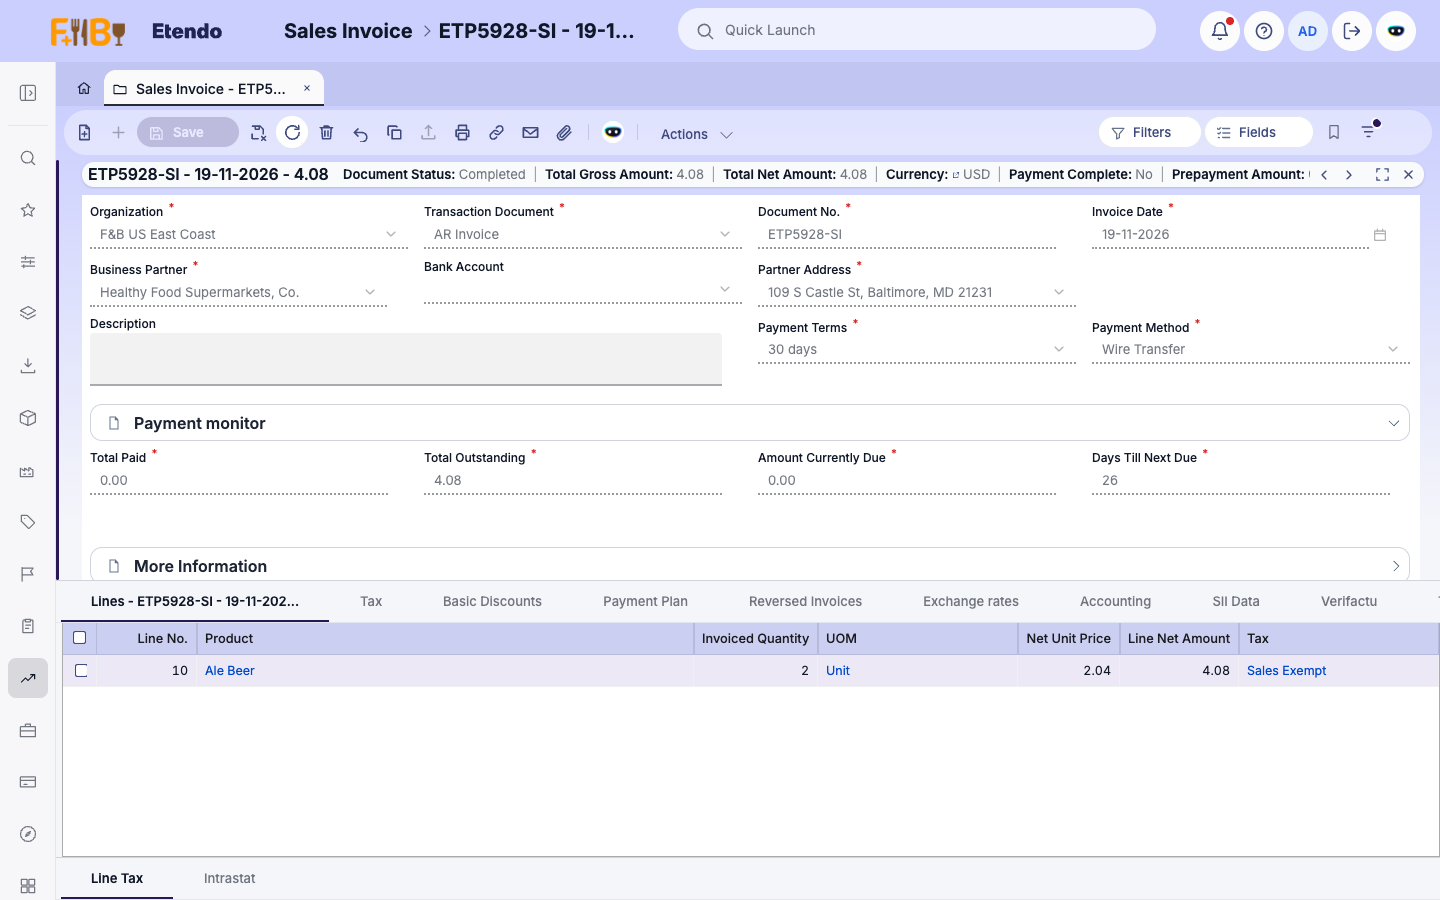 F&B
Etendo
Sales Invoice > ETP5928-SI - 19-1...
Quick Launch
AD
Sales Invoice - ETP5... ×
Save
Actions
Filters
Fields
ETP5928-SI - 19-11-2026 - 4.08 Document Status: Completed | Total Gross Amount: 4.08 | Total Net Amount: 4.08 | Currency: USD | Payment Complete: No | Prepayment Amount:
Organization * Transaction Document * Document No. * Invoice Date *
F&B US East Coast AR Invoice ETP5928-SI 19-11-2026
Business Partner * Bank Account Partner Address *
Healthy Food Supermarkets, Co. 109 S Castle St, Baltimore, MD 21231
Description Payment Terms * Payment Method *
30 days Wire Transfer
Payment monitor
Total Paid * Total Outstanding * Amount Currently Due * Days Till Next Due *
0.00 4.08 0.00 26
More Information
Lines - ETP5928-SI - 19-11-202... Tax Basic Discounts Payment Plan Reversed Invoices Exchange rates Accounting SII Data Verifactu
Line No. Product Invoiced Quantity UOM Net Unit Price Line Net Amount Tax
10 Ale Beer 2 Unit 2.04 4.08 Sales Exempt
Line Tax Intrastat